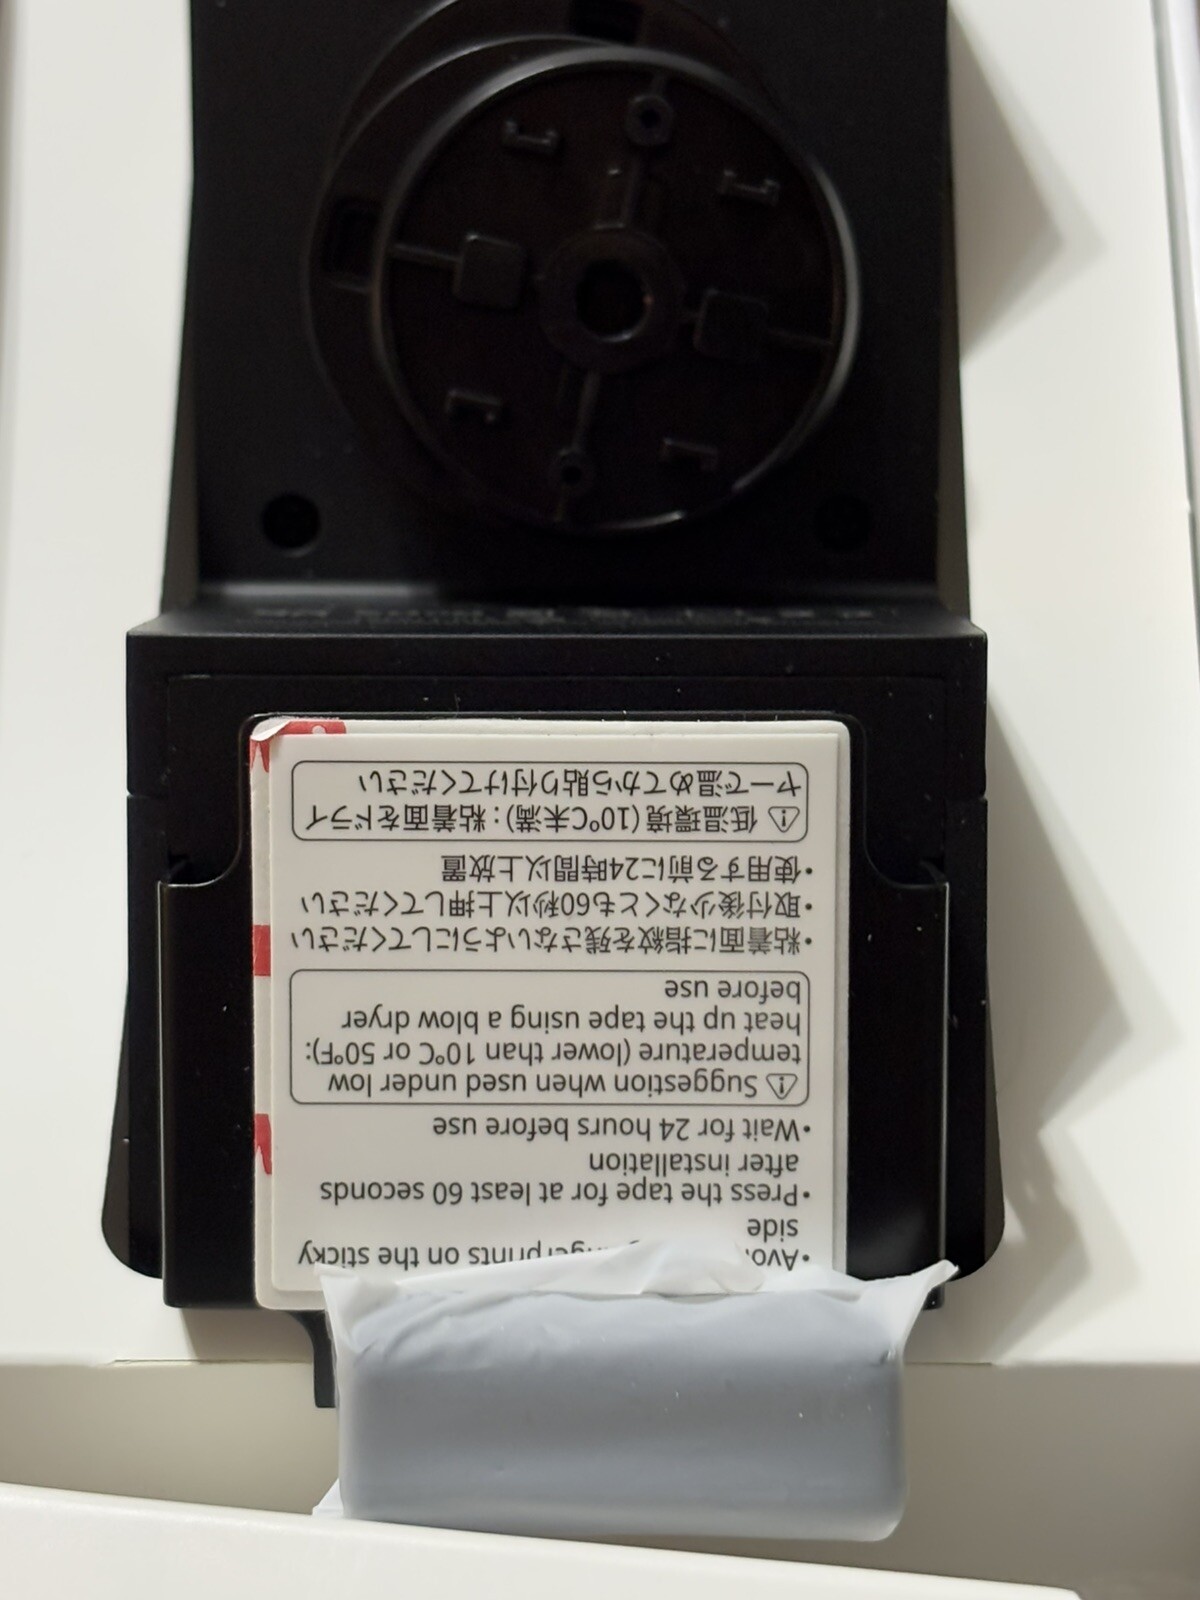 •Avo fingerprints on the sticky
side
•Press the tape for at least 60 seconds
after installation
•Wait for 24 hours before use
⚠ Suggestion when used under low
temperature (lower than 10°C or 50°F):
heat up the tape using a blow dryer
before use
•粘着面に指紋を残さないようにしてください
•取付後少なくとも60秒以上押してください
•使用する前に24時間以上放置
⚠ 低温環境 (10°C未満) : 粘着面をドライ
ヤーで温めてから貼り付けてください